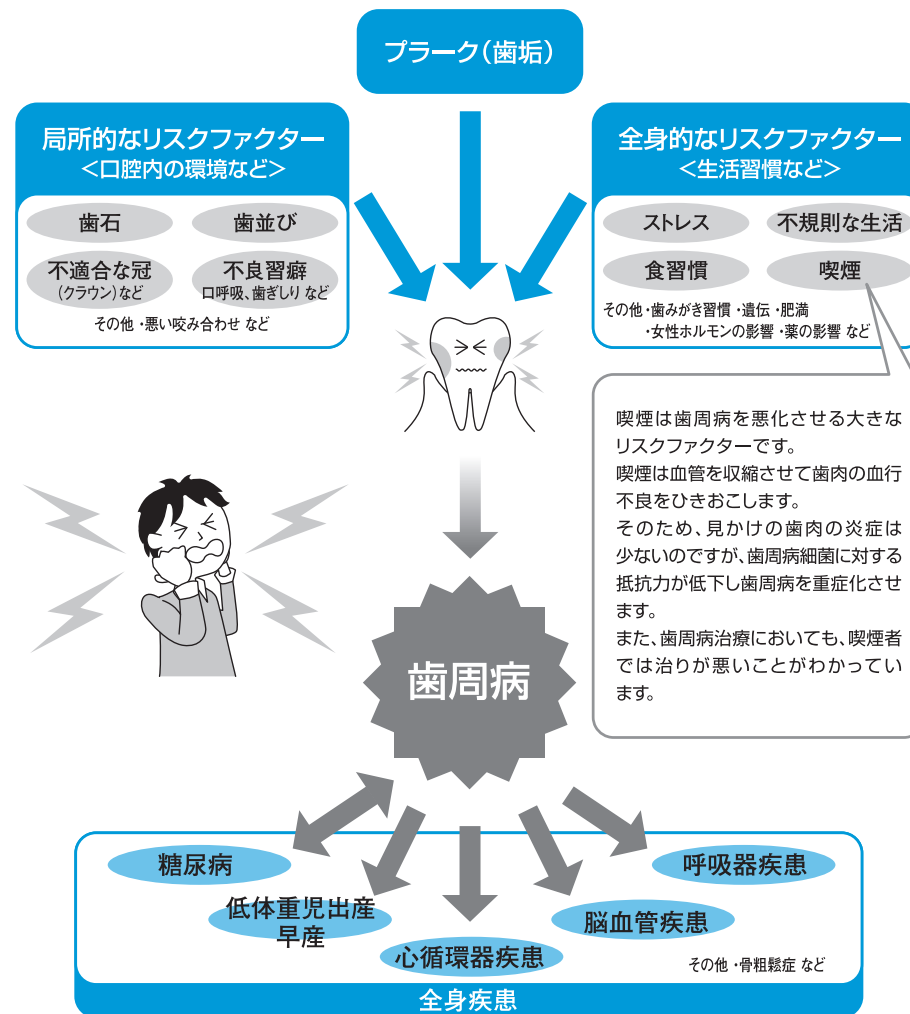 プラーク（歯垢）
局所的なリスクファクター
＜口腔内の環境など＞
歯石
歯並び
不適合な冠
（クラウン）など
不良習癖
口呼吸、歯ぎしり など
その他 ・悪い咬み合わせ など
全身的なリスクファクター
＜生活習慣など＞
ストレス
不規則な生活
食習慣
喫煙
その他 ・歯みがき習慣 ・遺伝 ・肥満
・女性ホルモンの影響 ・薬の影響 など
喫煙は歯周病を悪化させる大きな
リスクファクターです。
喫煙は血管を収縮させて歯肉の血行
不良をひきおこします。
そのため、見かけの歯肉の炎症は
少ないのですが、歯周病細菌に対する
抵抗力が低下し歯周病を重症化させ
ます。
また、歯周病治療においても、喫煙者
では治りが悪いことがわかってい
ます。
歯周病
糖尿病
低体重児出産
早産
心循環器疾患
脳血管疾患
呼吸器疾患
その他 ・骨粗鬆症 など
全身疾患